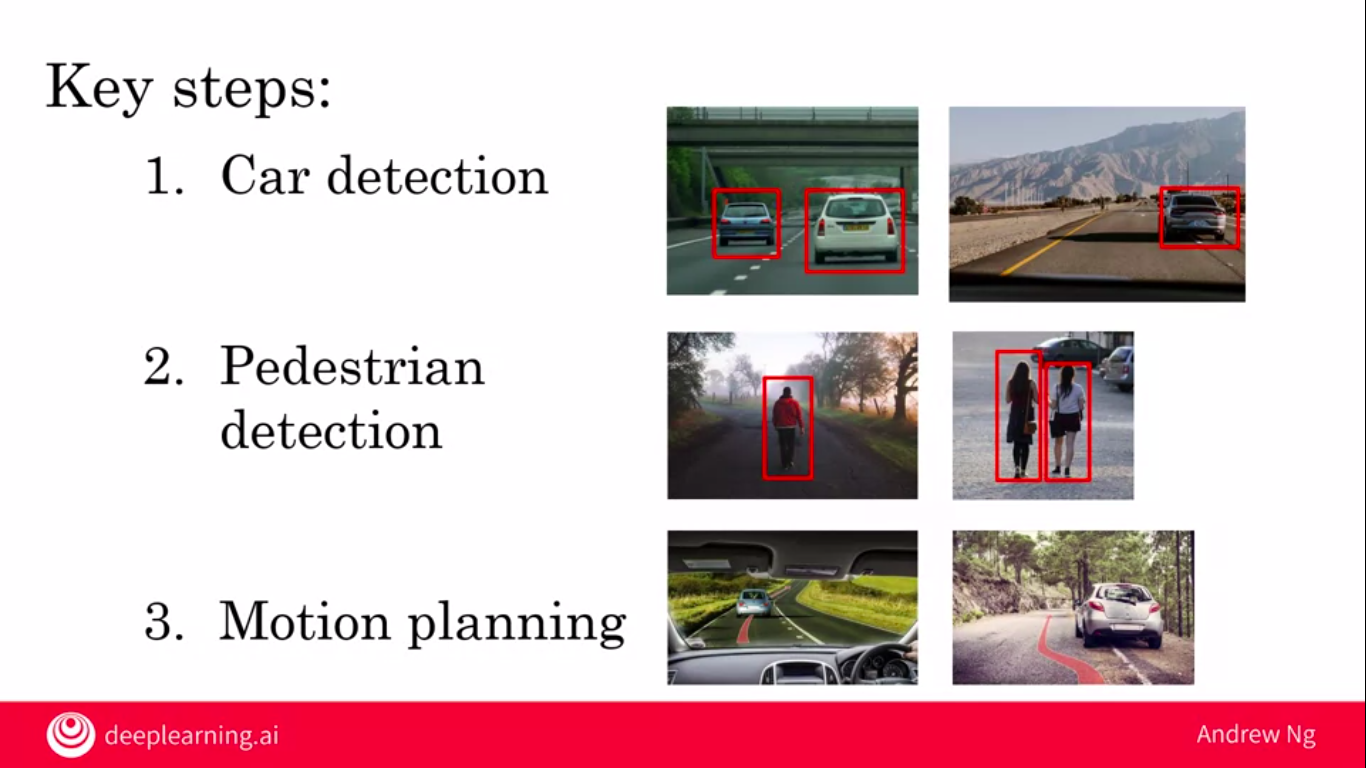 Key steps:
1. Car detection
2. Pedestrian
detection
3. Motion planning
deeplearning.ai
Andrew Ng